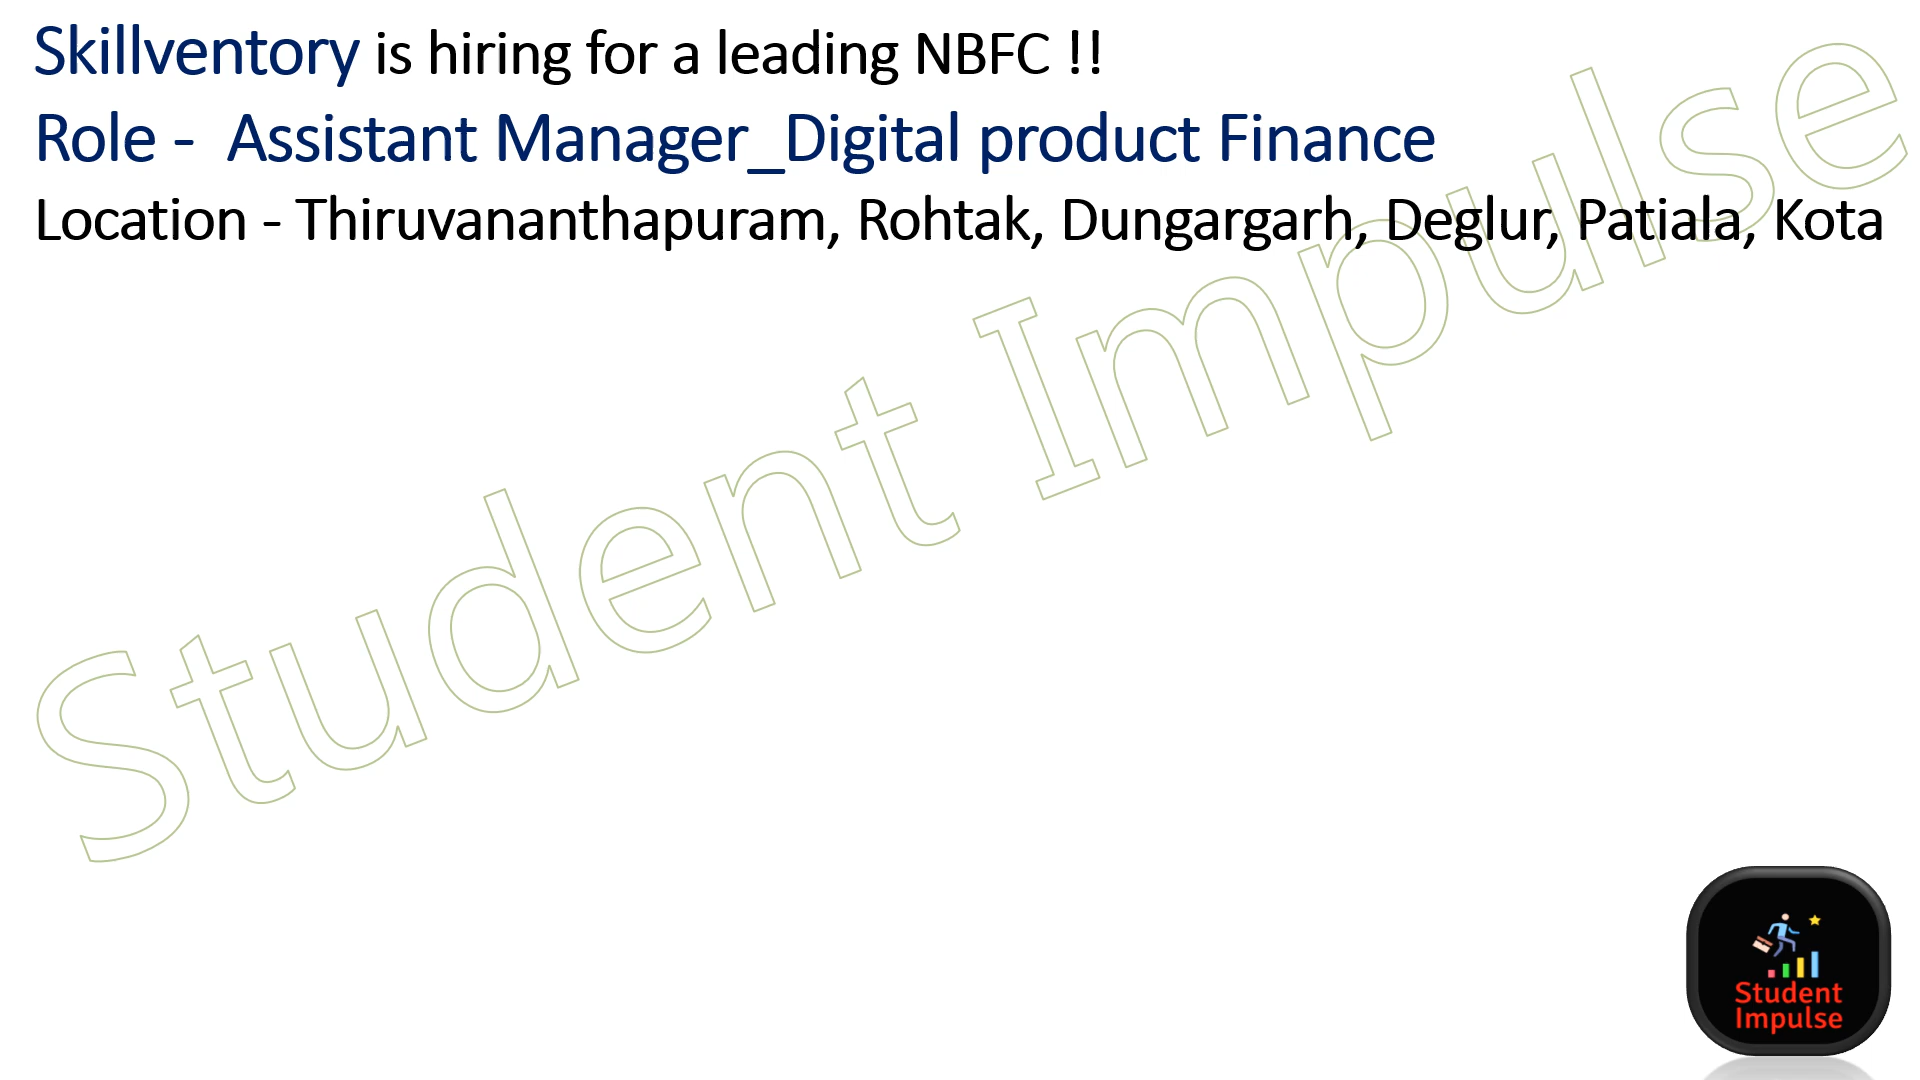 Skillventory is hiring for a leading NBFC !!
Role - Assistant Manager_Digital product Finance
Location - Thiruvananthapuram, Rohtak, Dungargarh, Deglur, Patiala, Kota
Student Impulse
Student
Impulse